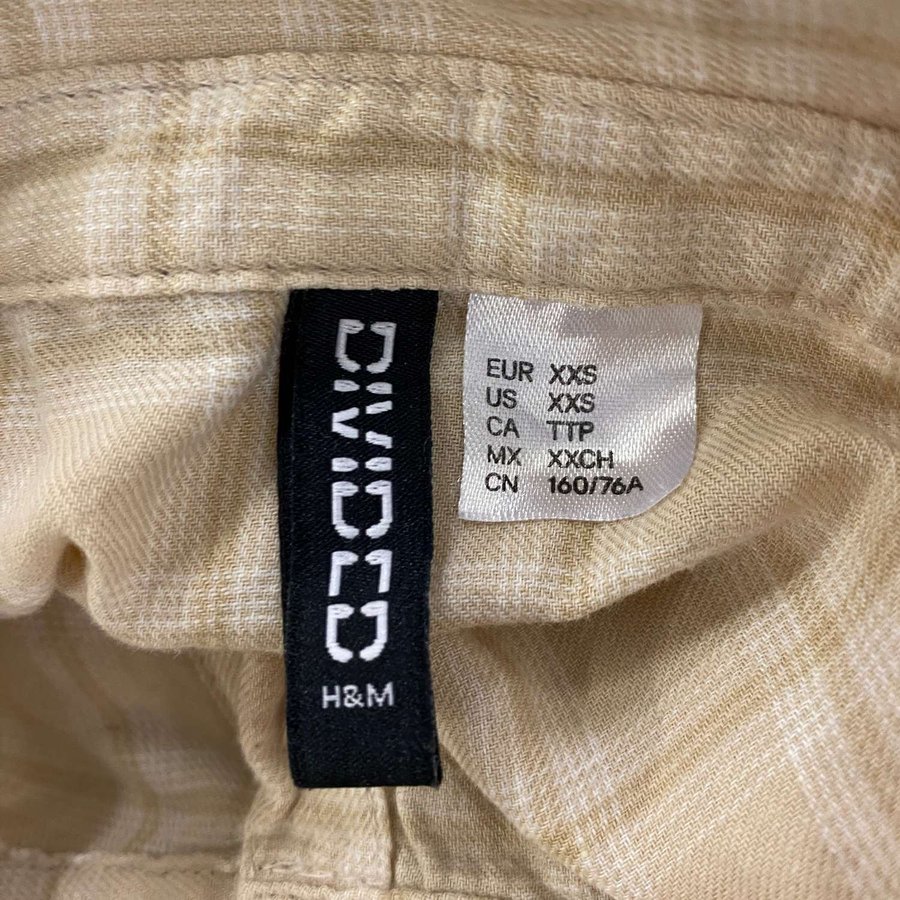 DIVIDED
H&M
EUR XXS
US XXS
CA TTP
MX XXCH
CN 160/76A